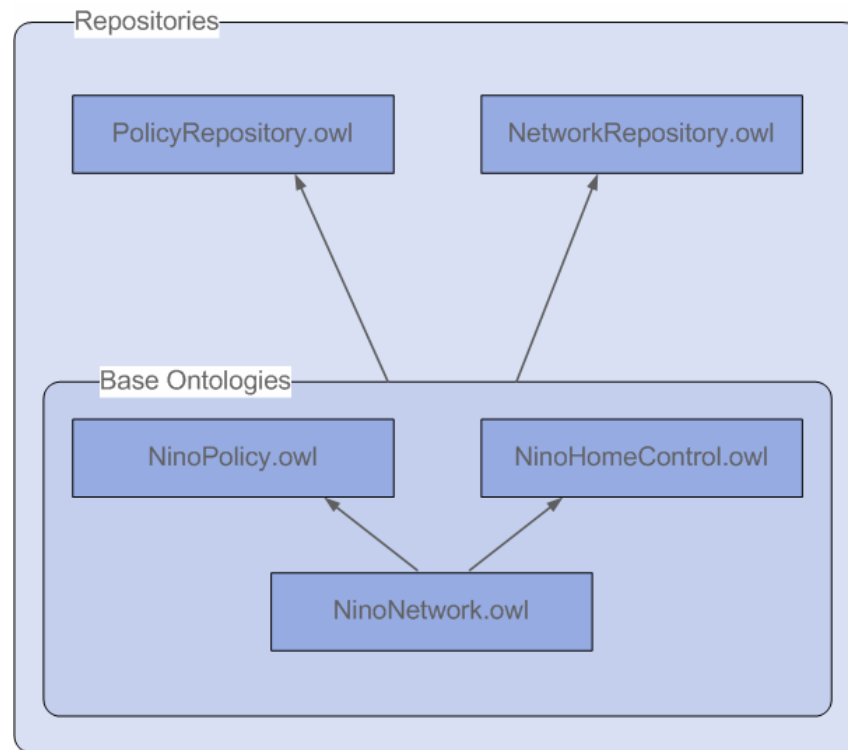 Repositories
PolicyRepository.owl
NetworkRepository.owl
Base Ontologies
NinoPolicy.owl
NinoHomeControl.owl
NinoNetwork.owl